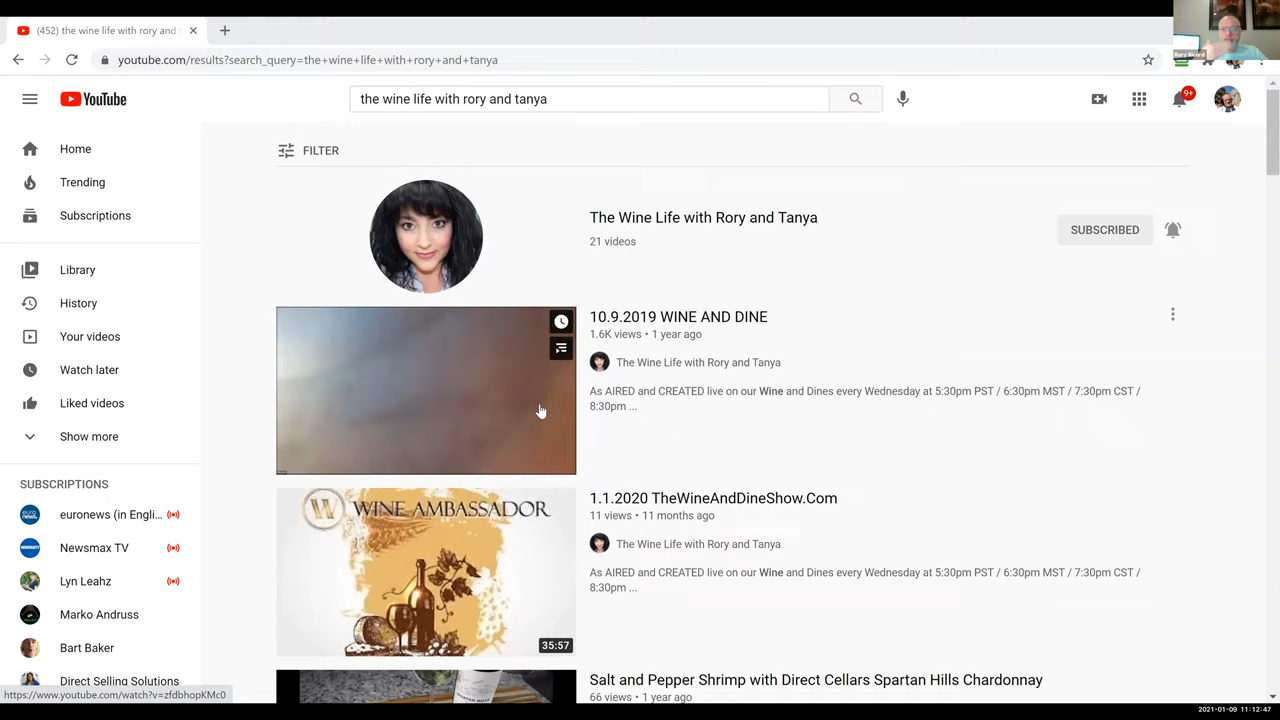 (452) the wine life with rory and
youtube.com/results?search_query=the+wine+life+with+rory+and+tanya
Rory Ricord
YouTube
the wine life with rory and tanya
9+
Home
Trending
Subscriptions
Library
History
Your videos
Watch later
Liked videos
Show more
SUBSCRIPTIONS
euronews (in Engli...
Newsmax TV
Lyn Leahz
Marko Andruss
Bart Baker
Direct Selling Solutions
https://www.youtube.com/watch?v=zfdbhopKMc0
FILTER
The Wine Life with Rory and Tanya
21 videos
SUBSCRIBED
10.9.2019 WINE AND DINE
1.6K views • 1 year ago
The Wine Life with Rory and Tanya
As AIRED and CREATED live on our Wine and Dines every Wednesday at 5:30pm PST / 6:30pm MST / 7:30pm CST /
8:30pm ...
W WINE AMBASSADOR
35:57
1.1.2020 TheWineAndDineShow.Com
11 views • 11 months ago
The Wine Life with Rory and Tanya
As AIRED and CREATED live on our Wine and Dines every Wednesday at 5:30pm PST / 6:30pm MST / 7:30pm CST /
8:30pm ...
Salt and Pepper Shrimp with Direct Cellars Spartan Hills Chardonnay
66 views • 1 year ago
2021-01-09 11:12:47